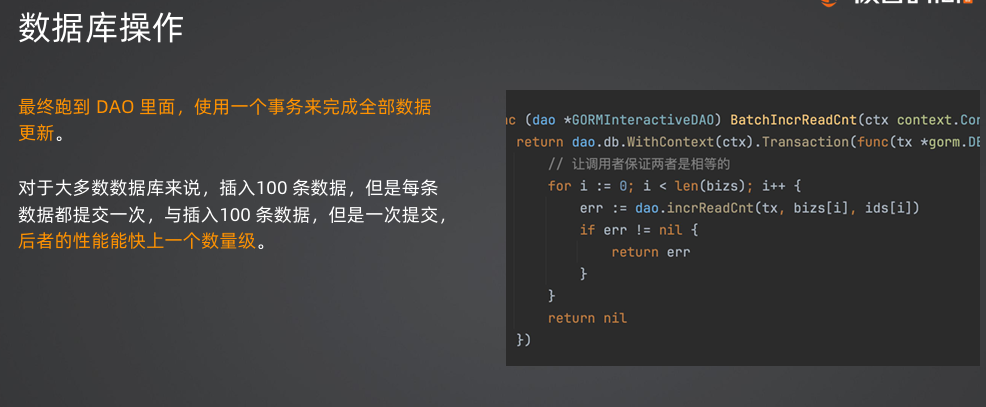 数据库操作
最终跑到 DAO 里面，使用一个事务来完成全部数据
更新。
对于大多数数据库来说，插入100 条数据，但是每条
数据都提交一次，与插入100 条数据，但是一次提交，
后者的性能能快上一个数量级。
(dao *GORMInteractiveDAO) BatchIncrReadCnt(ctx context.
return dao.db.WithContext(ctx).Transaction(func(tx *gorm.
// 让调用者保证两者是相等的
for i := 0; i < len(bizs); i++ {
err := dao.incrReadCnt(tx, bizs[i], ids[i])
if err != nil {
return err
}
}
return nil
})